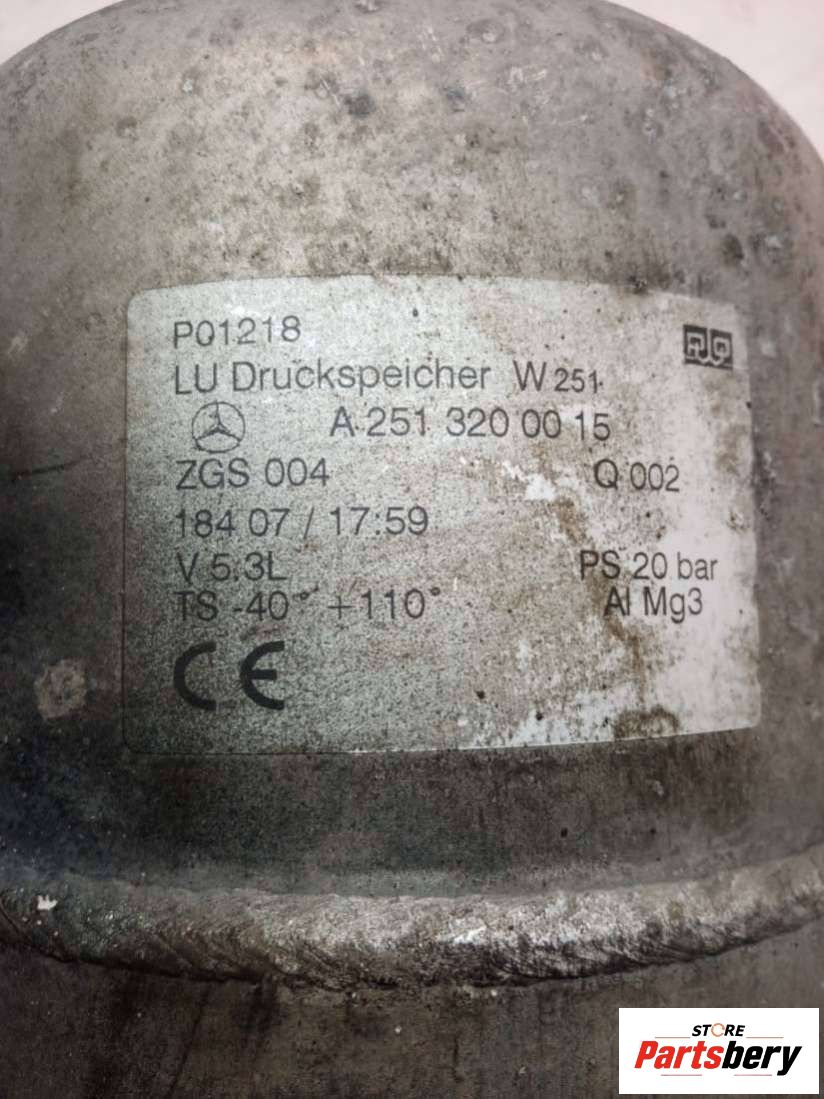 P01218
LU Druckspeicher W 251
A 251 320 00 15
ZGS 004 Q 002
184 07 / 17:59
V 5.3L PS 20 bar
TS -40° +110° Al Mg3
CE
STORE
Partsbery